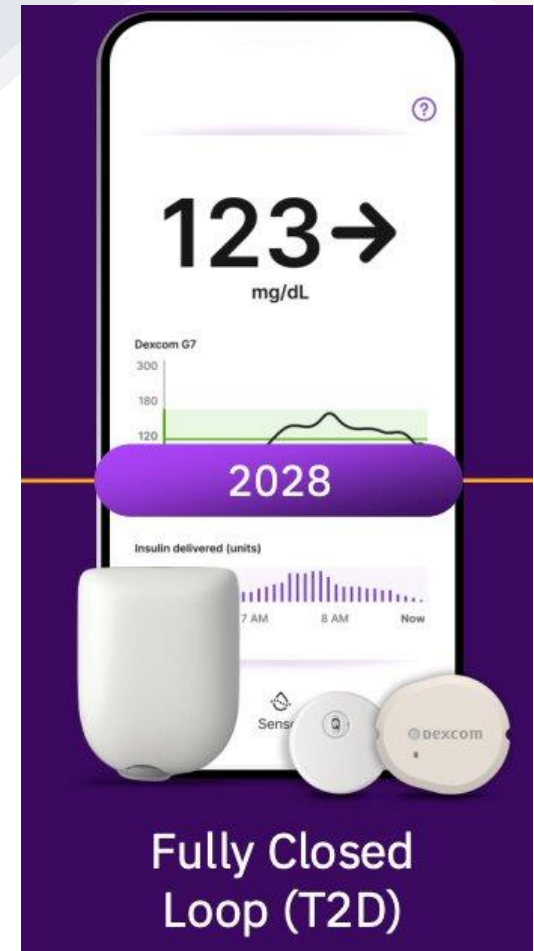 ?
123→
mg/dL
Dexcom G7
300
180
120
2028
Insulin delivered (units)
7 AM 8 AM Now
Sens
Dexcom
Fully Closed
Loop (T2D)